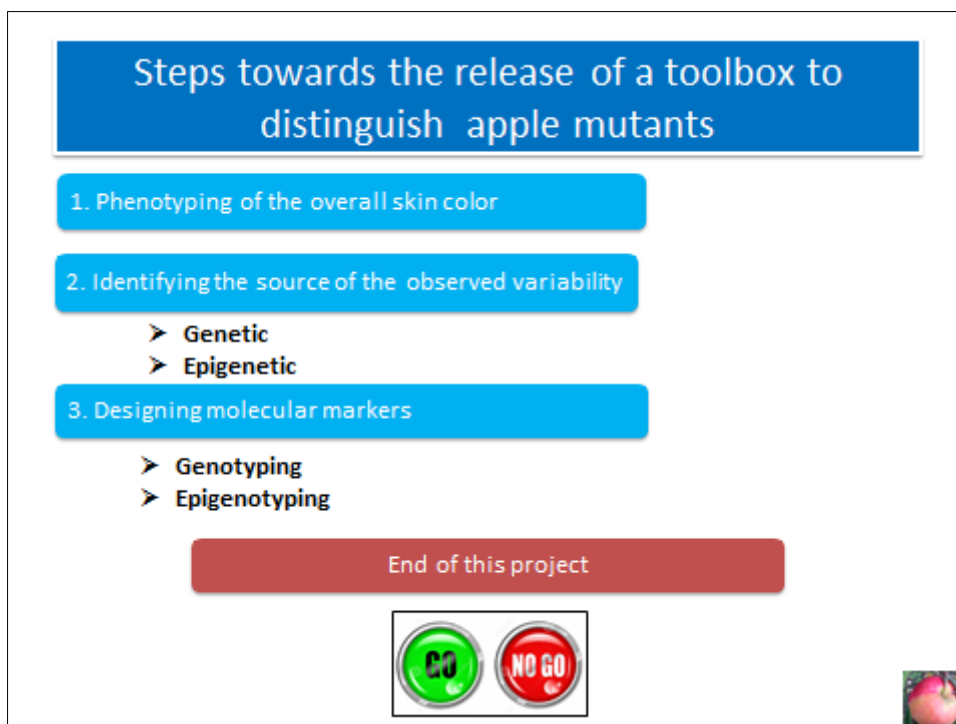 Steps towards the release of a toolbox to
distinguish apple mutants
1. Phenotyping of the overall skin color
2. Identifying the source of the observed variability
➤ Genetic
➤ Epigenetic
3. Designing molecular markers
➤ Genotyping
➤ Epigenotyping
End of this project
GO NO GO